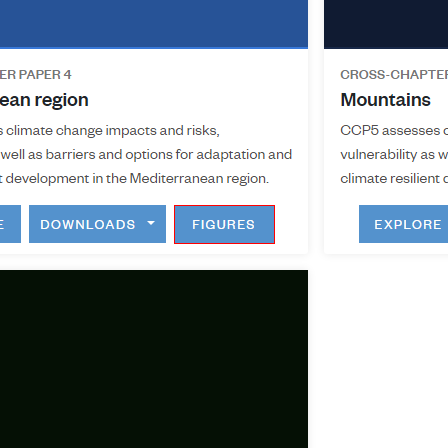 ER PAPER 4
ean region
s climate change impacts and risks,
well as barriers and options for adaptation and
t development in the Mediterranean region.
E DOWNLOADS FIGURES
CROSS-CHAPTE
Mountains
CCP5 assesses
vulnerability as w
climate resilient
EXPLORE